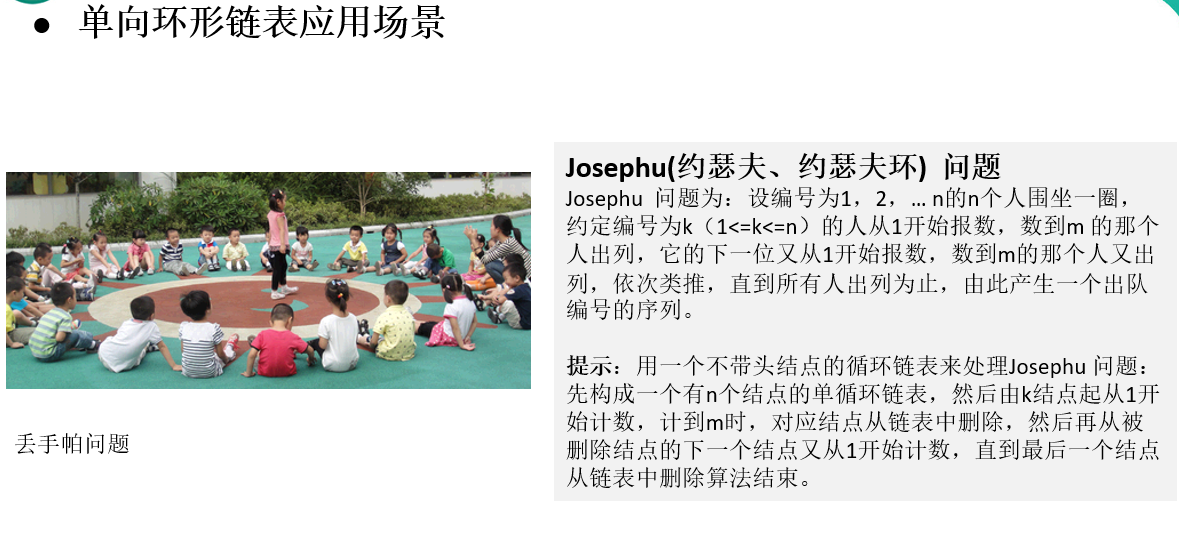 ● 单向环形链表应用场景
Josephu(约瑟夫、约瑟夫环) 问题
Josephu 问题为：设编号为1，2，… n的n个人围坐一圈，
约定编号为k（1<=k<=n）的人从1开始报数，数到m 的那个
人出列，它的下一位又从1开始报数，数到m的那个人又出
列，依次类推，直到所有人出列为止，由此产生一个出队
编号的序列。
提示：用一个不带头结点的循环链表来处理Josephu 问题：
先构成一个有n个结点的单循环链表，然后由k结点起从1开
始计数，计到m时，对应结点从链表中删除，然后再从被
删除结点的下一个结点又从1开始计数，直到最后一个结点
从链表中删除算法结束。
丢手帕问题